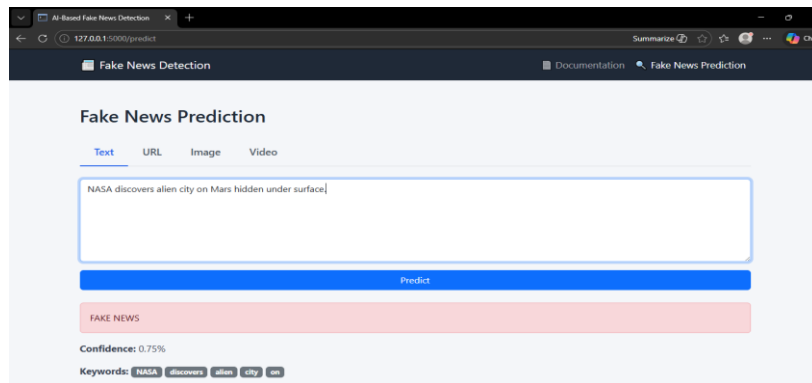 AI-Based Fake News Detection
127.0.0.1:5000/predict Summarize
Fake News Detection Documentation Fake News Prediction
Fake News Prediction
Text URL Image Video
NASA discovers alien city on Mars hidden under surface.
Predict
FAKE NEWS
Confidence: 0.75%
Keywords: NASA discovers alien city on